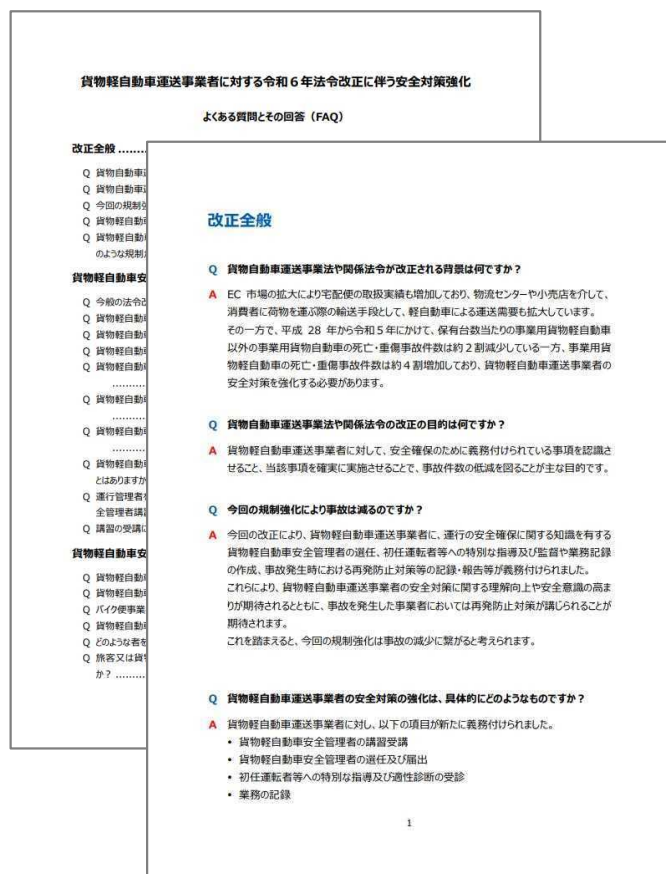 貨物軽自動車運送事業者に対する令和6年法令改正に伴う安全対策強化
よくある質問とその回答（FAQ）
改正全般 ........
Q 貨物自動車
Q 貨物自動車
Q 今回の規制
Q 貨物軽自動
Q 貨物軽自動
のような規制
貨物軽自動車安
Q 今般の法令
Q 貨物軽自動
Q 貨物軽自動
Q 貨物軽自動
Q 貨物軽自動
............
Q 貨物軽自動
............
Q 貨物軽自動
............
Q 貨物軽自動
とはありますか
Q 運行管理者
全管理者講
Q 講習の受講
貨物軽自動車安
Q 貨物軽自動
Q 貨物軽自動
Q バイク便事業
Q 貨物軽自動
Q どのような者を
Q 旅客又は貨
か？ ............
改正全般
Q 貨物自動車運送事業法や関係法令が改正される背景は何ですか？
A EC 市場の拡大により宅配便の取扱実績も増加しており、物流センターや小売店を介して、
消費者に荷物を運ぶ際の輸送手段として、軽自動車による運送需要も拡大しています。
その一方で、平成 28 年から令和5年にかけて、保有台数当たりの事業用貨物軽自動車
以外の事業用貨物自動車の死亡・重傷事故件数は約2割減少している一方、事業用貨
物軽自動車の死亡・重傷事故件数は約4割増加しており、貨物軽自動車運送事業者の
安全対策を強化する必要があります。
Q 貨物自動車運送事業法や関係法令の改正の目的は何ですか？
A 貨物軽自動車運送事業者に対して、安全確保のために義務付けられている事項を認識さ
せること、当該事項を確実に実施させることで、事故件数の低減を図ることが主な目的です。
Q 今回の規制強化により事故は減るのですか？
A 今回の改正により、貨物軽自動車運送事業者に、運行の安全確保に関する知識を有する
貨物軽自動車安全管理者の選任、初任運転者等への特別な指導及び監督や業務記録
の作成、事故発生時における再発防止対策等の記録・報告等が義務付けられました。
これらにより、貨物軽自動車運送事業者の安全対策に関する理解向上や安全意識の高ま
りが期待されるとともに、事故を発生した事業者においては再発防止対策が講じられることが
期待されます。
これを踏まえると、今回の規制強化は事故の減少に繋がると考えられます。
Q 貨物軽自動車運送事業者の安全対策の強化は、具体的にどのようなものですか？
A 貨物軽自動車運送事業者に対し、以下の項目が新たに義務付けられました。
• 貨物軽自動車安全管理者の講習受講
• 貨物軽自動車安全管理者の選任及び届出
• 初任運転者等への特別な指導及び適性診断の受診
• 業務の記録
1